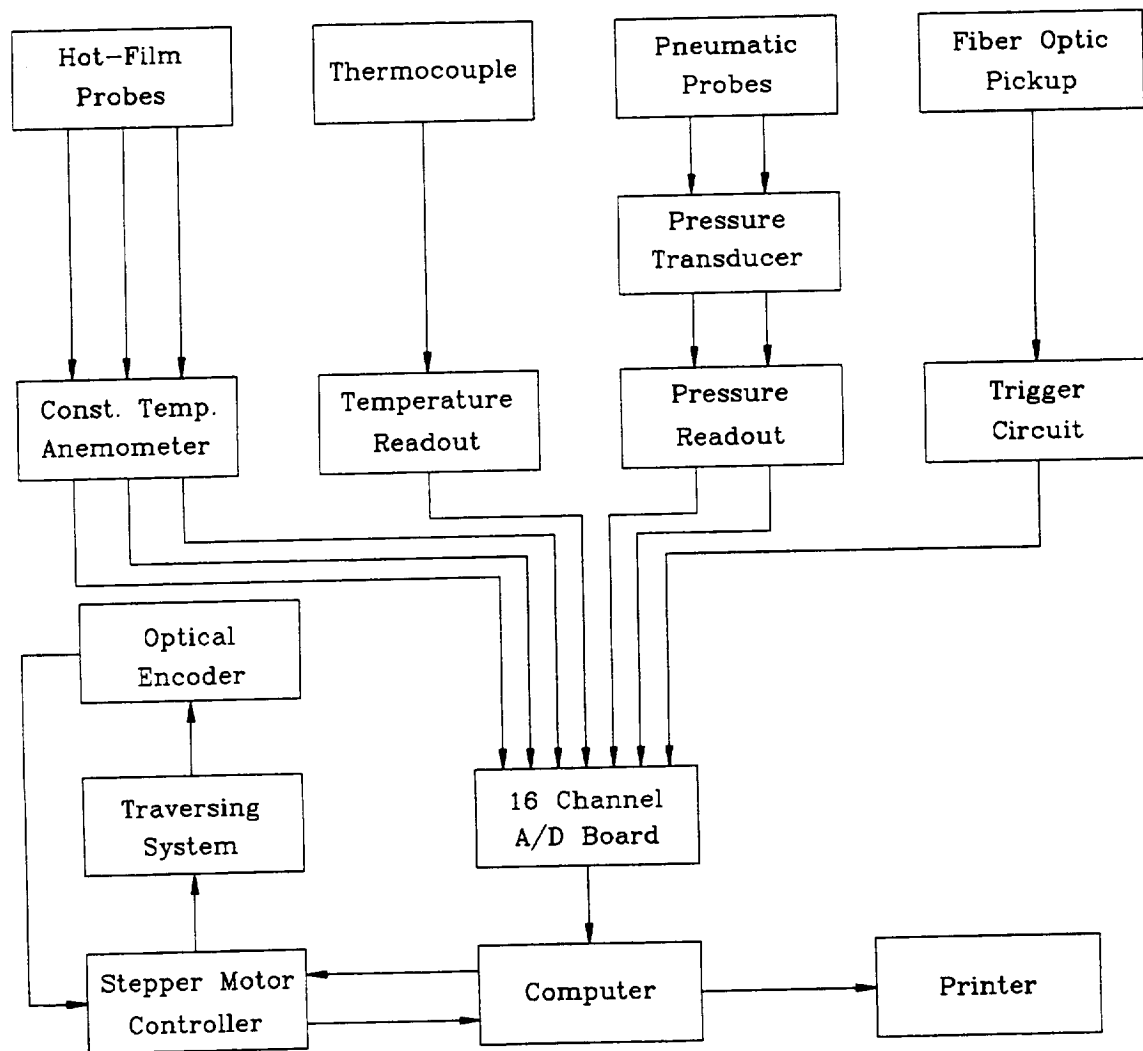 Hot-Film
Probes
Thermocouple
Pneumatic
Probes
Fiber Optic
Pickup
Pressure
Transducer
Const. Temp.
Anemometer
Temperature
Readout
Pressure
Readout
Trigger
Circuit
Optical
Encoder
Traversing
System
16 Channel
A/D Board
Stepper Motor
Controller
Computer
Printer